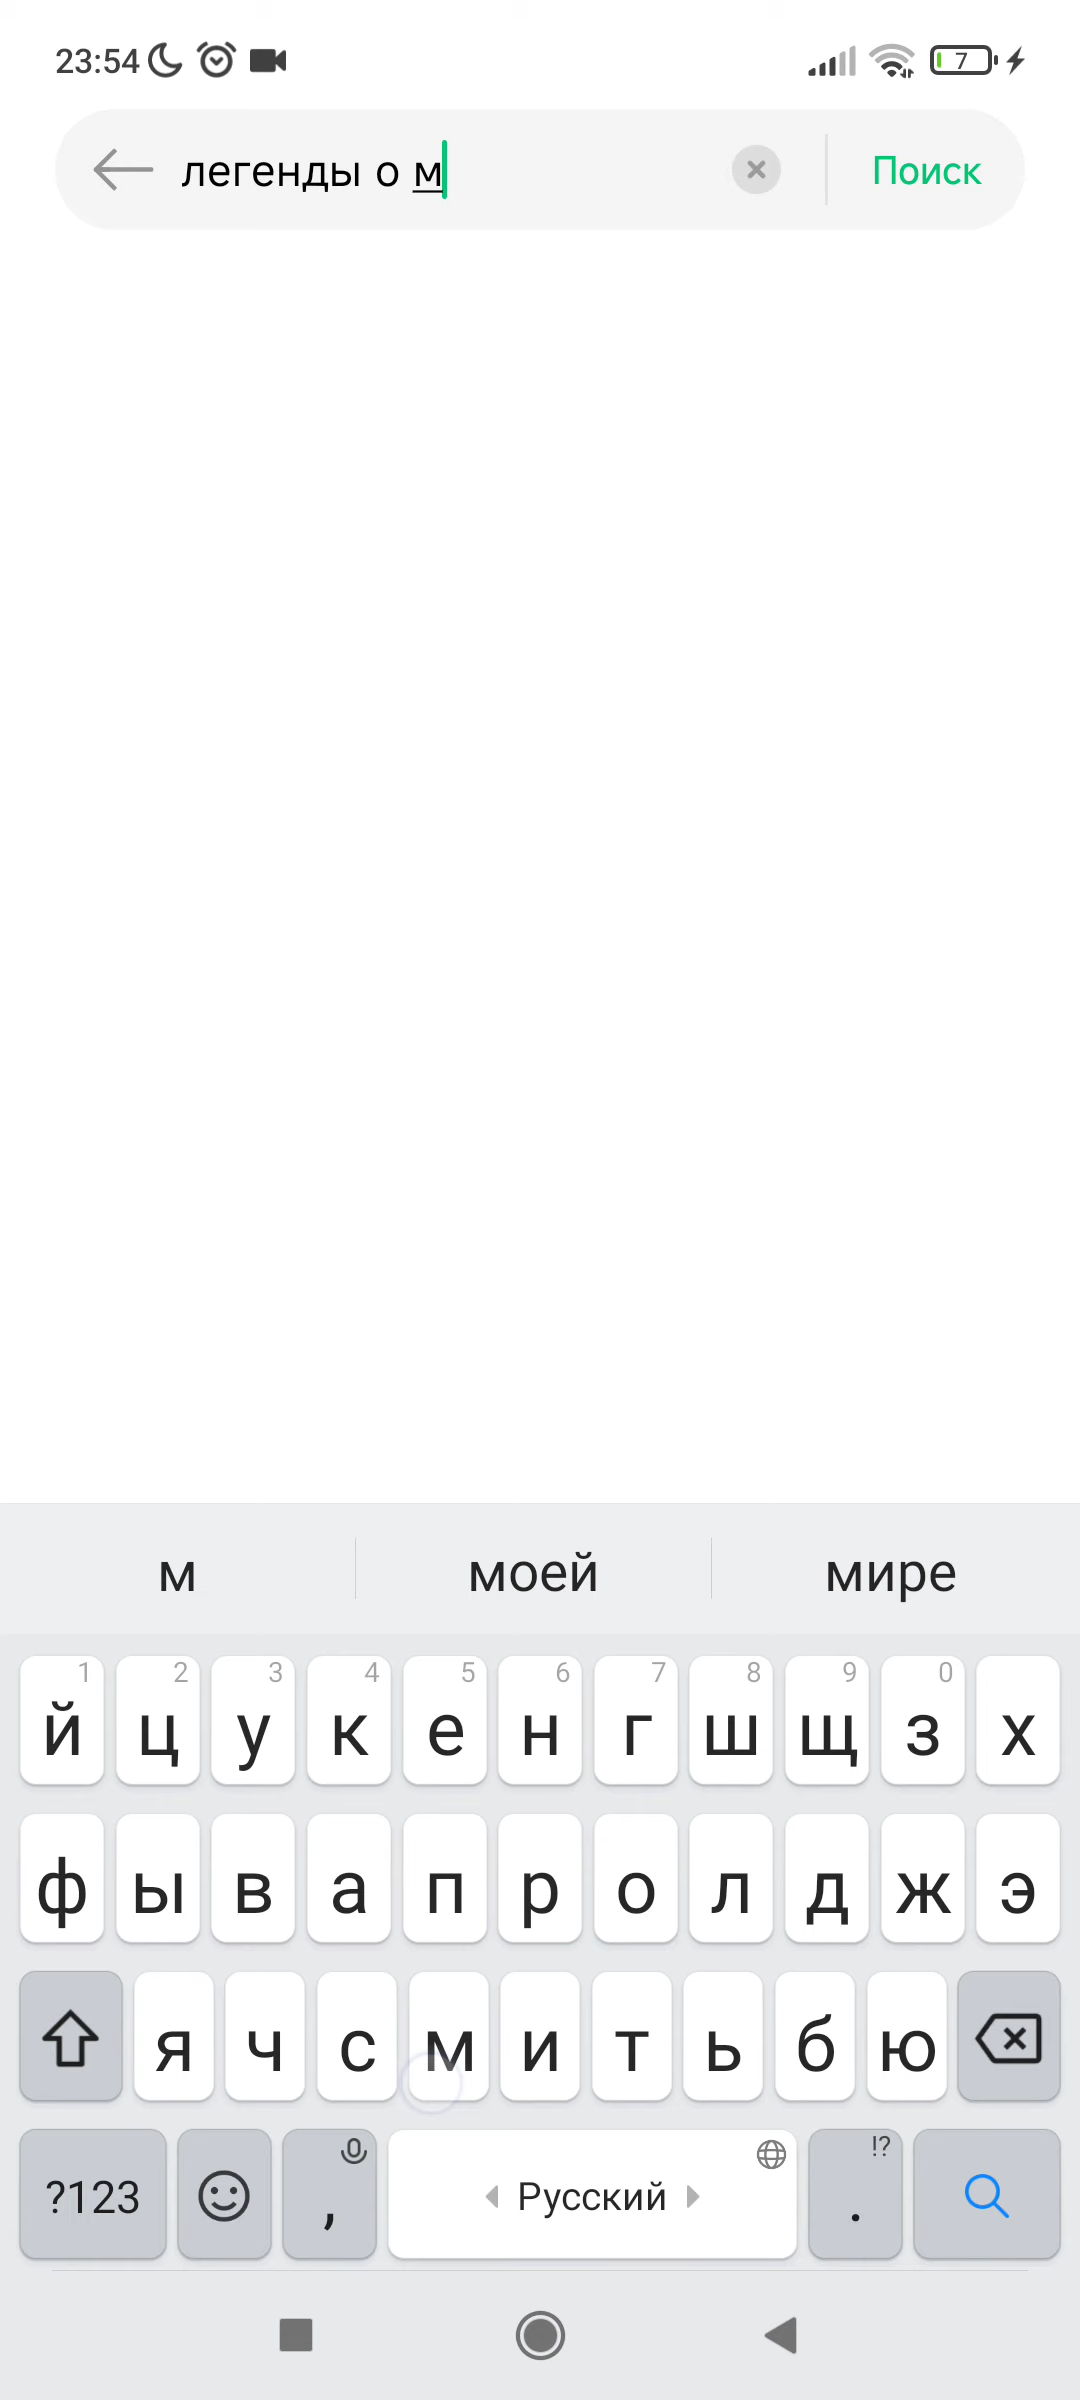 23:54 7
легенды о м Поиск
м моей мире
1 2 3 4 5 6 7 8 9 0
й ц у к е н г ш щ з х
ф ы в а п р о л д ж э
я ч с м и т ь б ю
?123 , Русский . !?